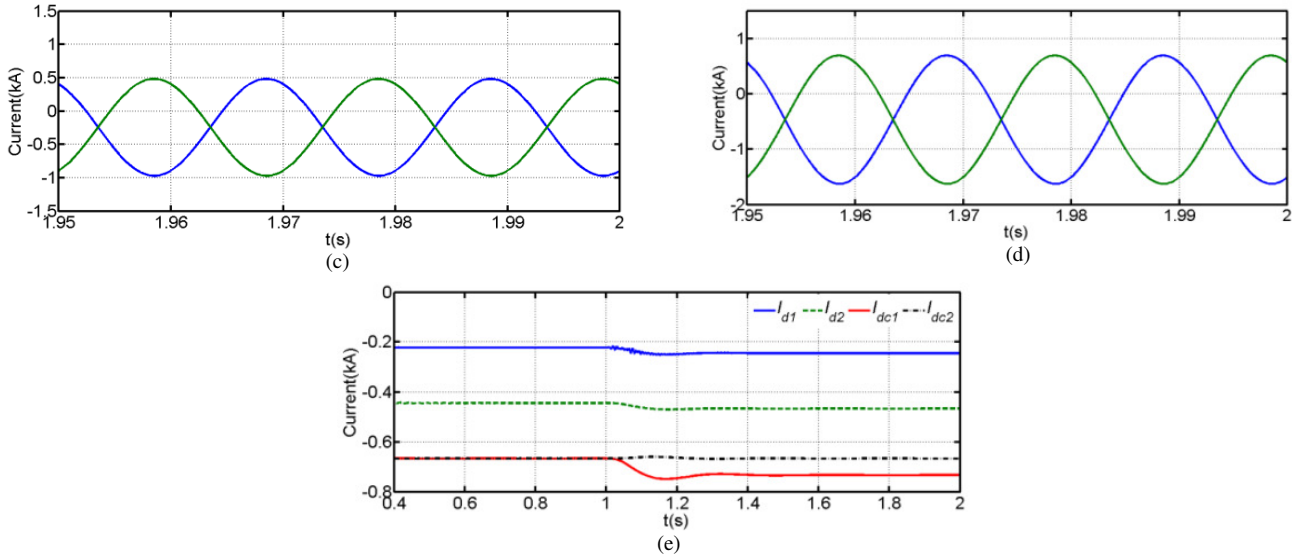 1.5
1
0.5
0
-0.5
-1
-1.5
Current(kA)
1.95 1.96 1.97 1.98 1.99 2
t(s)
(c)
1
0
-1
-2
Current(kA)
1.95 1.96 1.97 1.98 1.99 2
t(s)
(d)
0
-0.2
-0.4
-0.6
-0.8
Current(kA)
I_d1 I_d2 I_dc1 I_dc2
0.4 0.6 0.8 1 1.2 1.4 1.6 1.8 2
t(s)
(e)